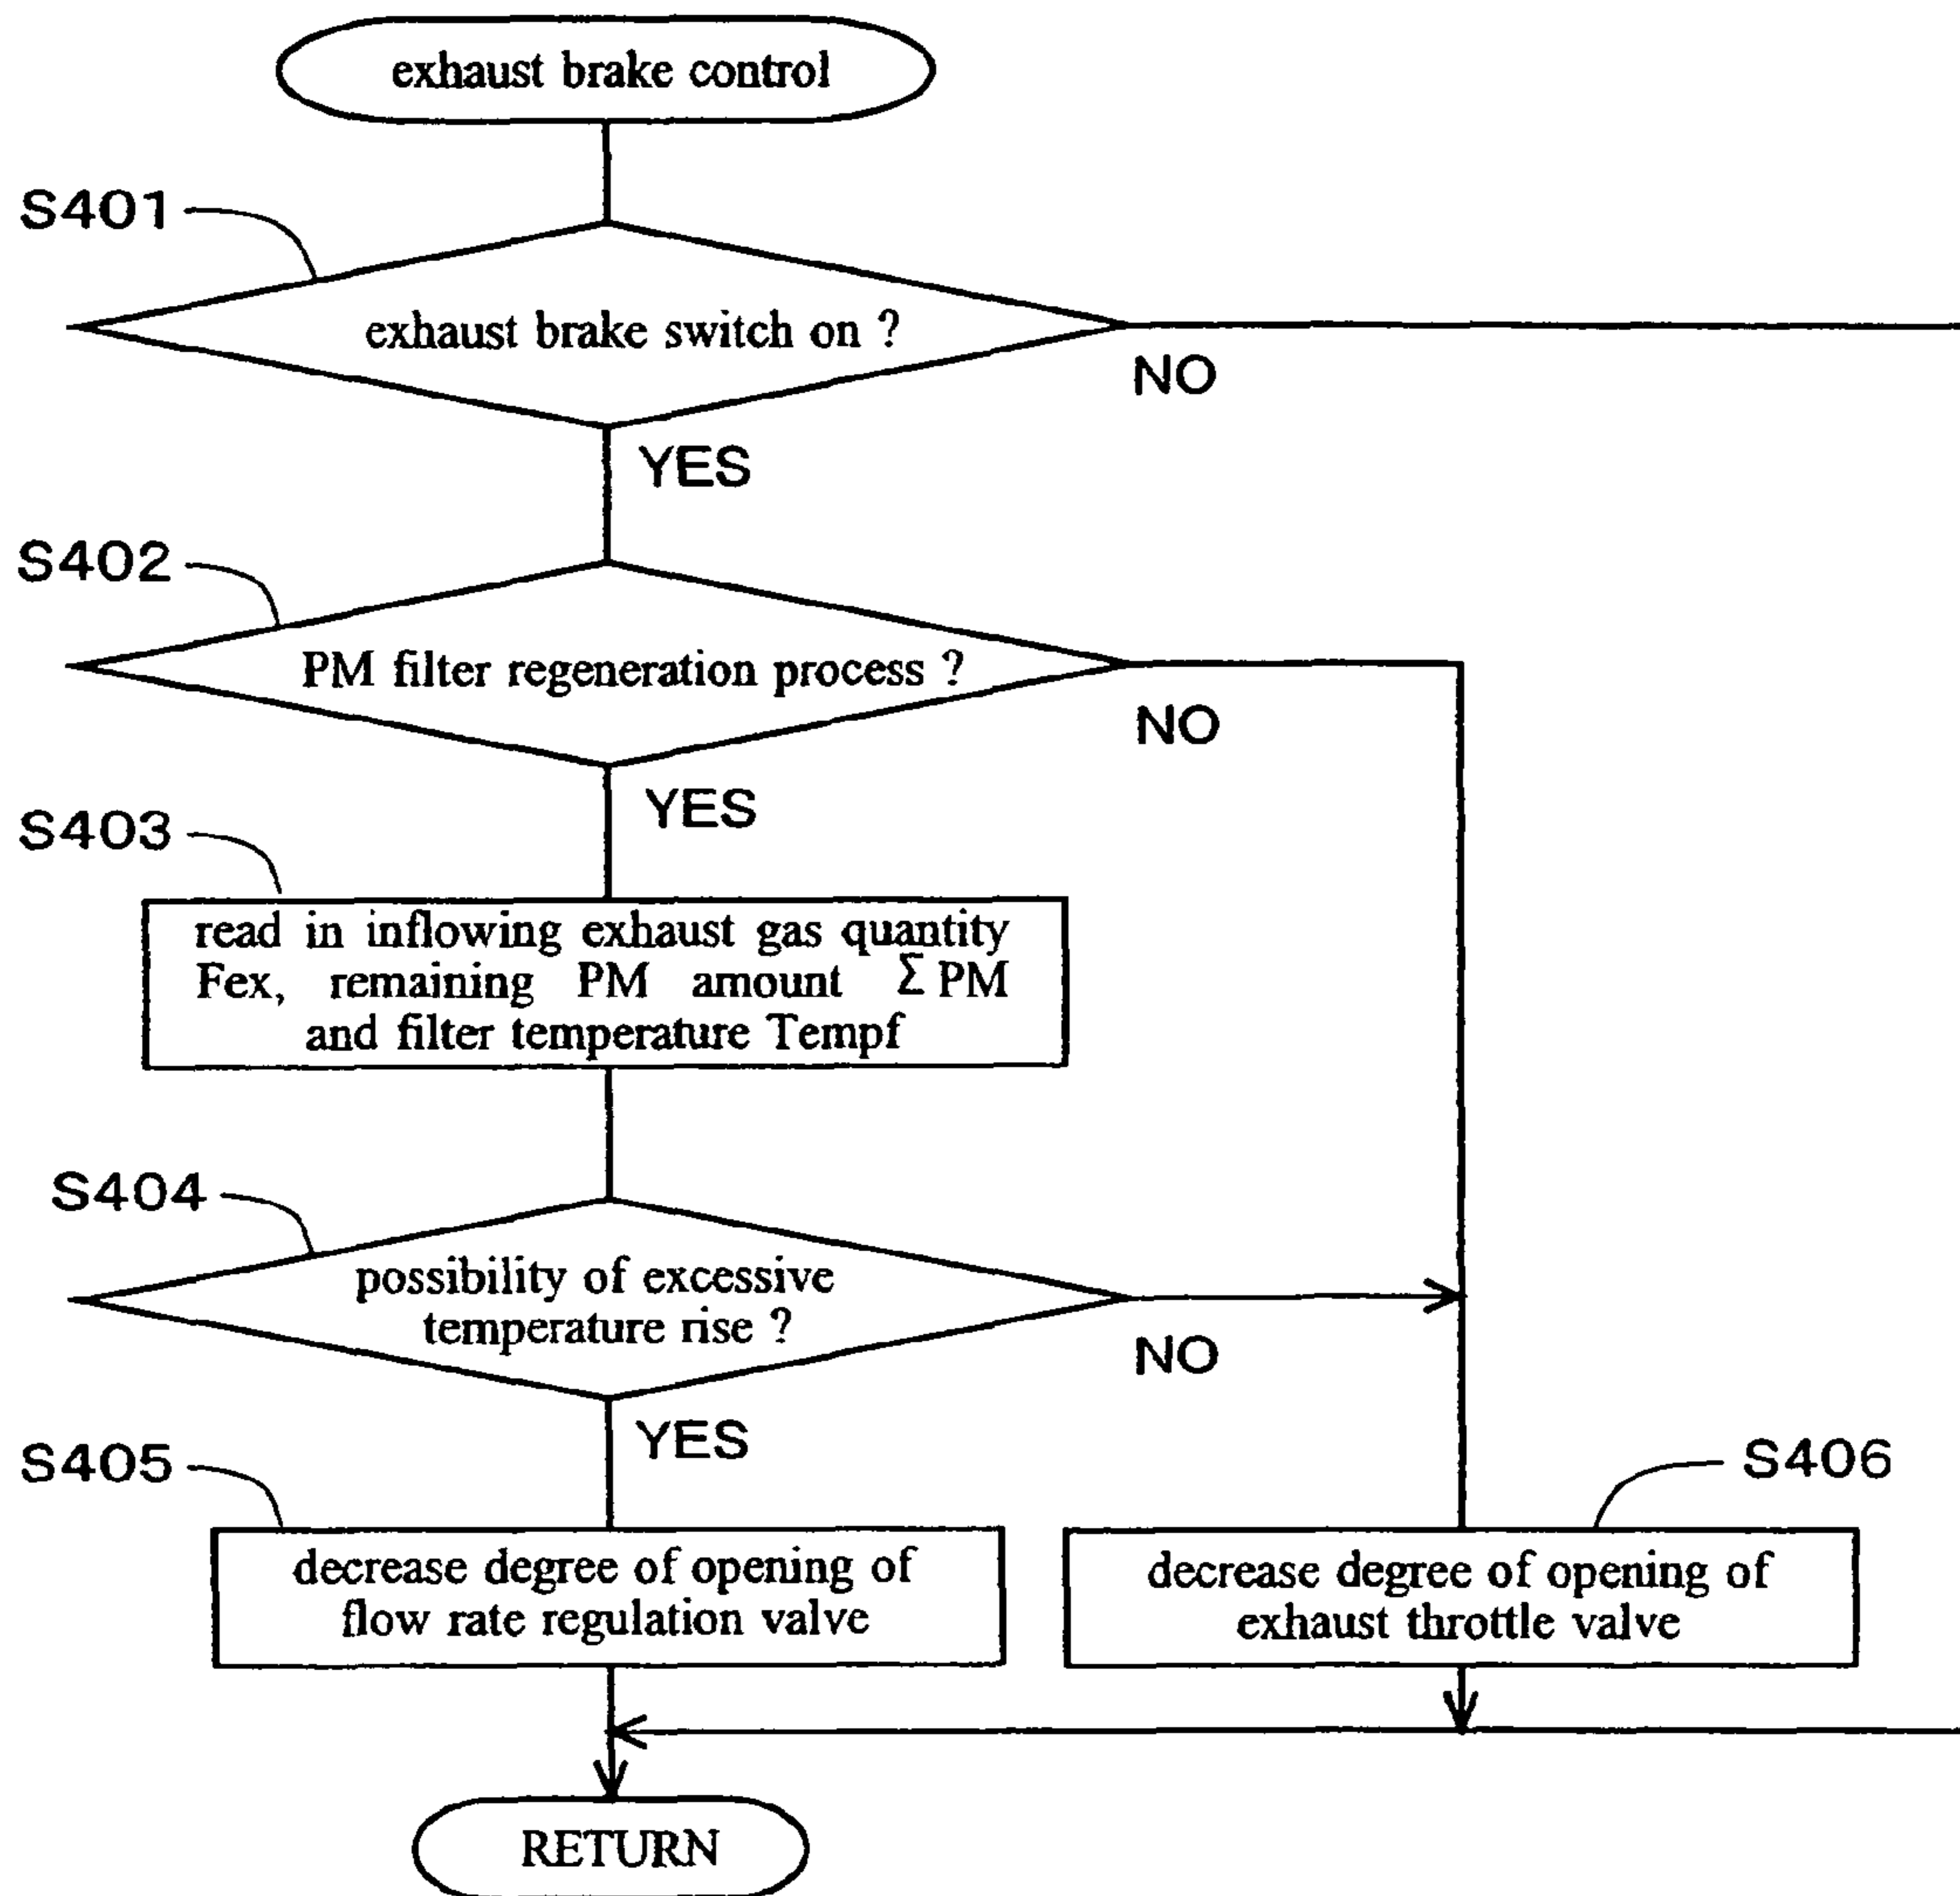 exhaust brake control
S401
exhaust brake switch on ?
NO
YES
S402
PM filter regeneration process ?
NO
YES
S403
read in inflowing exhaust gas quantity
Fex, remaining PM amount Σ PM
and filter temperature Tempf
S404
possibility of excessive
temperature rise ?
NO
YES
S405
decrease degree of opening of
flow rate regulation valve
S406
decrease degree of opening of
exhaust throttle valve
RETURN